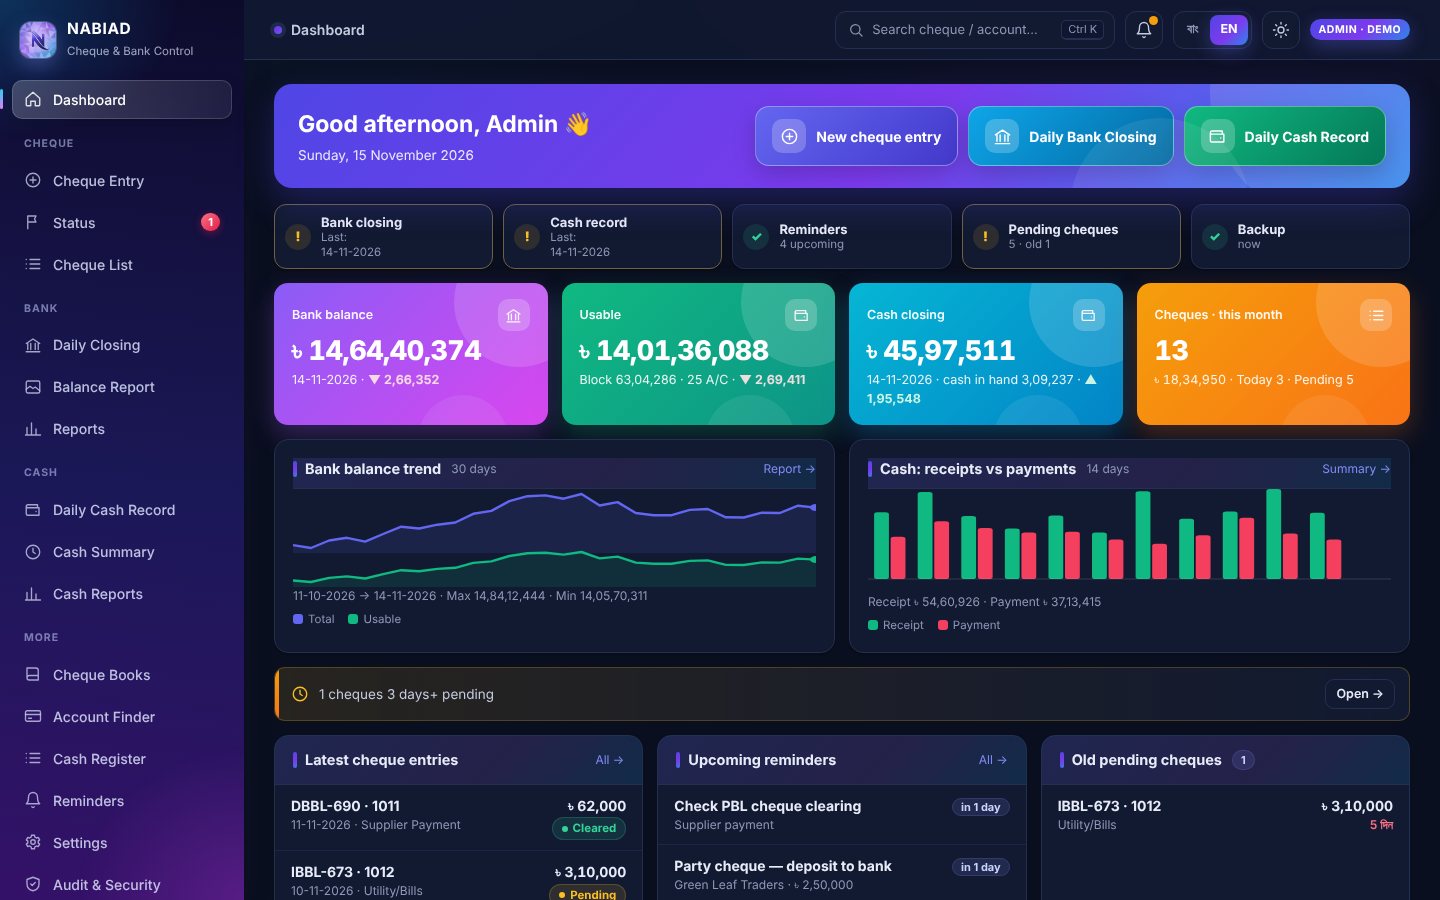 NABIAD
Cheque & Bank Control
Dashboard
CHEQUE
Cheque Entry
Status 1
Cheque List
BANK
Daily Closing
Balance Report
Reports
CASH
Daily Cash Record
Cash Summary
Cash Reports
MORE
Cheque Books
Account Finder
Cash Register
Reminders
Settings
Audit & Security
Dashboard
Search cheque / account... Ctrl K
বাং EN
ADMIN · DEMO
Good afternoon, Admin 👋
Sunday, 15 November 2026
New cheque entry
Daily Bank Closing
Daily Cash Record
Bank closing
Last:
14-11-2026
Cash record
Last:
14-11-2026
Reminders
4 upcoming
Pending cheques
5 · old 1
Backup
now
Bank balance
৳ 14,64,40,374
14-11-2026 · ▼ 2,66,352
Usable
৳ 14,01,36,088
Block 63,04,286 · 25 A/C · ▼ 2,69,411
Cash closing
৳ 45,97,511
14-11-2026 · cash in hand 3,09,237 · ▲
1,95,548
Cheques · this month
13
৳ 18,34,950 · Today 3 · Pending 5
Bank balance trend 30 days Report →
11-10-2026 → 14-11-2026 · Max 14,84,12,444 · Min 14,05,70,311
Total Usable
Cash: receipts vs payments 14 days Summary →
Receipt ৳ 54,60,926 · Payment ৳ 37,13,415
Receipt Payment
1 cheques 3 days+ pending Open →
Latest cheque entries All →
DBBL-690 · 1011 ৳ 62,000
11-11-2026 · Supplier Payment Cleared
IBBL-673 · 1012 ৳ 3,10,000
10-11-2026 · Utility/Bills Pending
Upcoming reminders All →
Check PBL cheque clearing in 1 day
Supplier payment
Party cheque — deposit to bank in 1 day
Green Leaf Traders · ৳ 2,50,000
Old pending cheques 1
IBBL-673 · 1012 ৳ 3,10,000
Utility/Bills 5 দিন